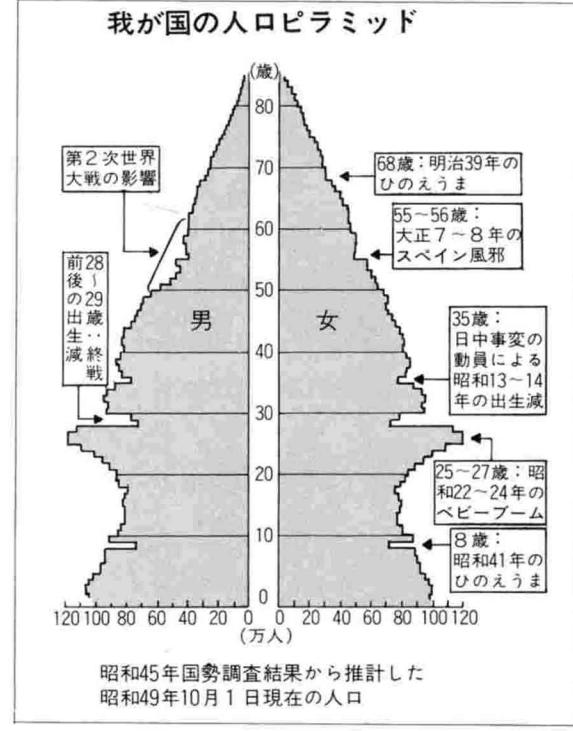 我が国の人口ピラミッド
(歳)
80
70
60
50
40
30
20
10
0
第2次世界
大戦の影響
28～29歳：終戦
前後の出生減
男
女
68歳：明治39年の
ひのえうま
55～56歳：
大正7～8年の
スペイン風邪
35歳：
日中事変の
動員による
昭和13～14
年の出生減
25～27歳：昭
和22～24年の
ベビーブーム
8歳：
昭和41年の
ひのえうま
120 100 80 60 40 20 0
0 20 40 60 80 100 120
(万人)
昭和45年国勢調査結果から推計した
昭和49年10月1日現在の人口